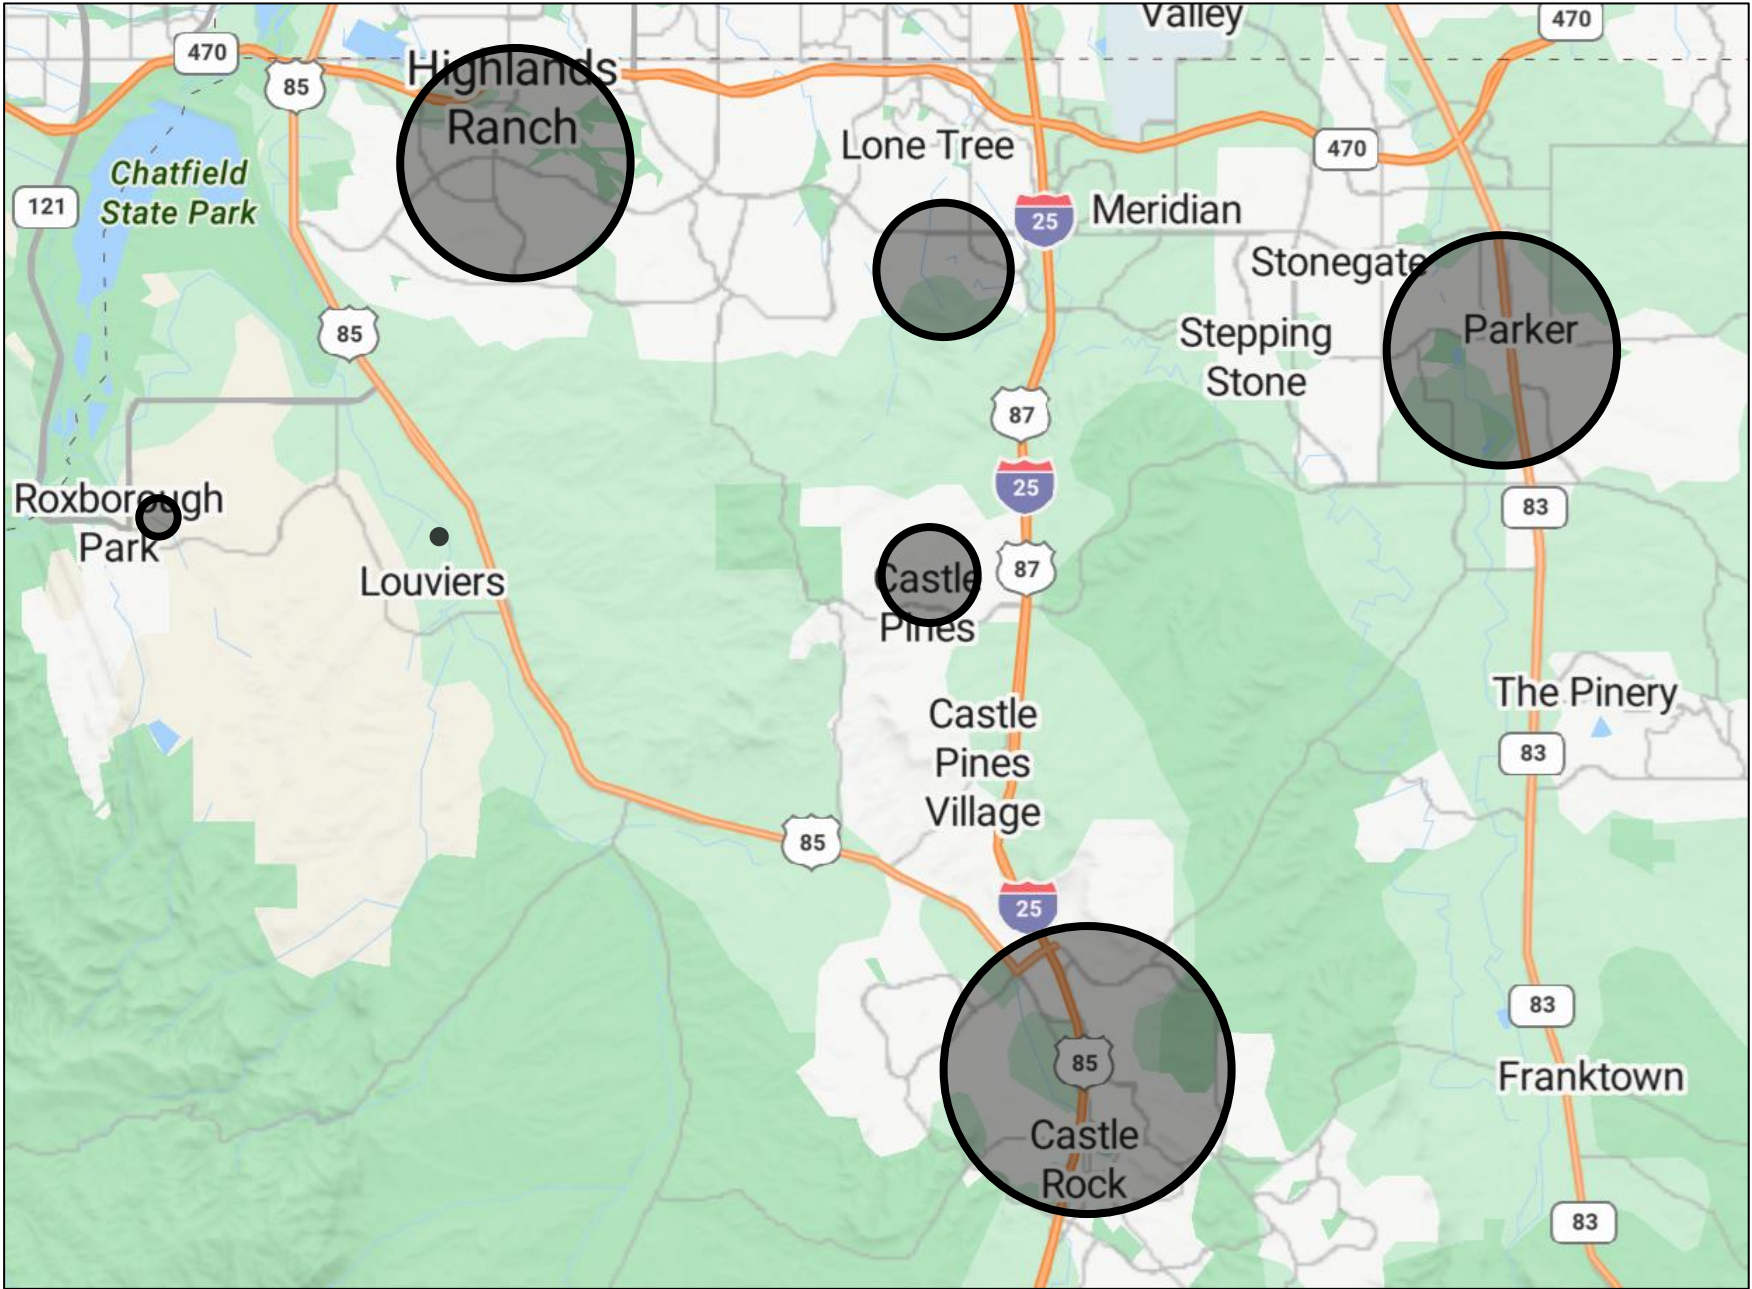 Valley
470
470
85
Highlands
Ranch
Lone Tree
470
Chatfield
State Park
121
25
Meridian
Stonegate
85
Stepping
Stone
Parker
87
25
Roxborough
Park
83
Louviers
87
Castle
Pines
The Pinery
Castle
Pines
Village
83
85
25
83
85
Franktown
Castle
Rock
83